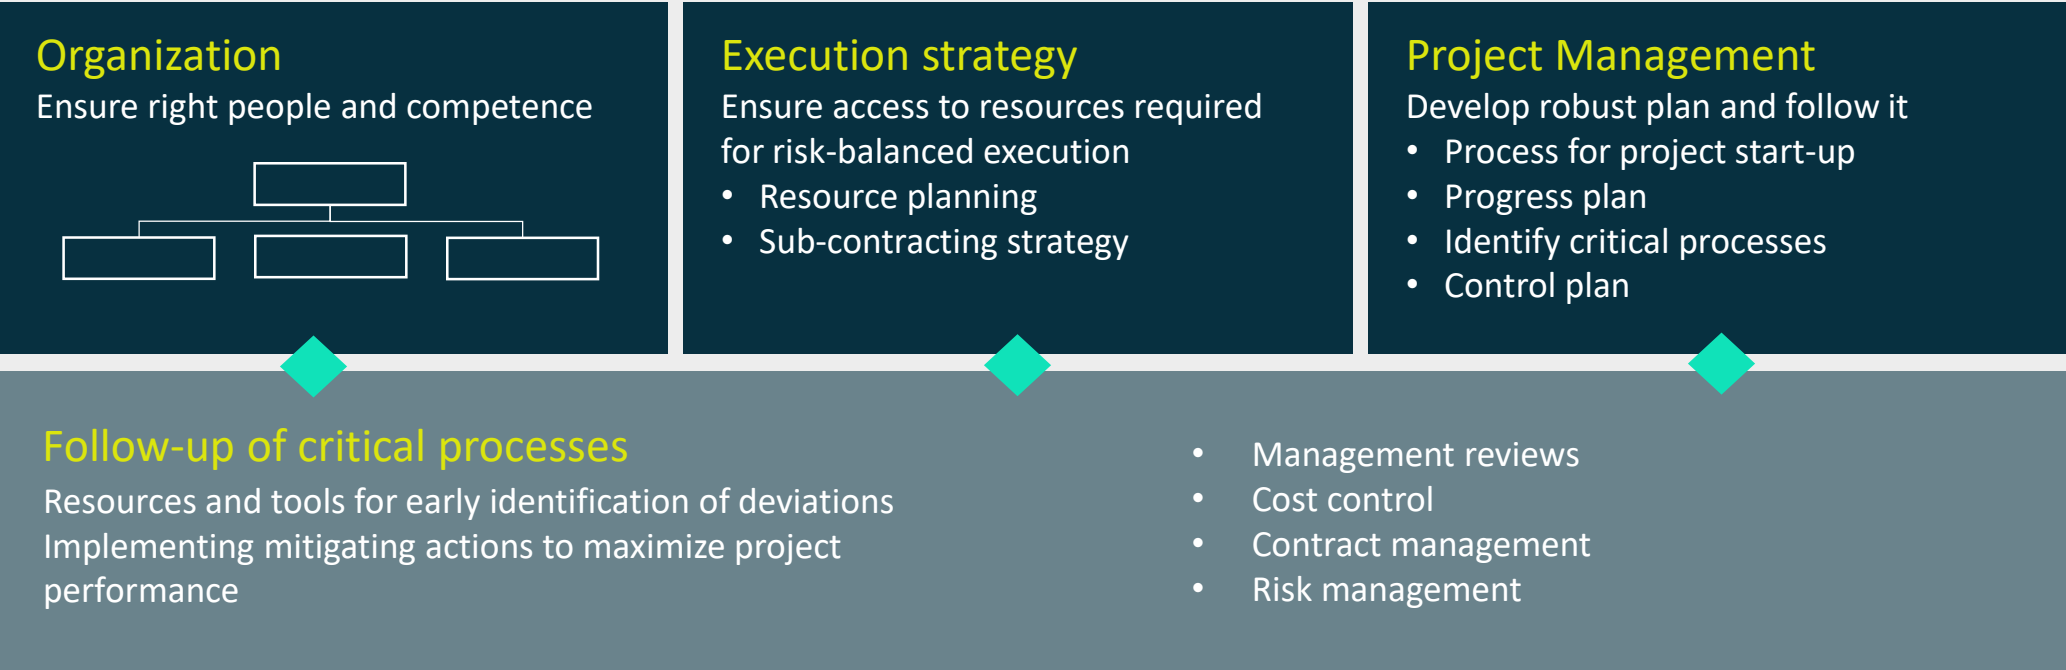 Organization
Ensure right people and competence
Execution strategy
Ensure access to resources required
for risk-balanced execution
• Resource planning
• Sub-contracting strategy
Project Management
Develop robust plan and follow it
• Process for project start-up
• Progress plan
• Identify critical processes
• Control plan
Follow-up of critical processes
Resources and tools for early identification of deviations
Implementing mitigating actions to maximize project
performance
• Management reviews
• Cost control
• Contract management
• Risk management